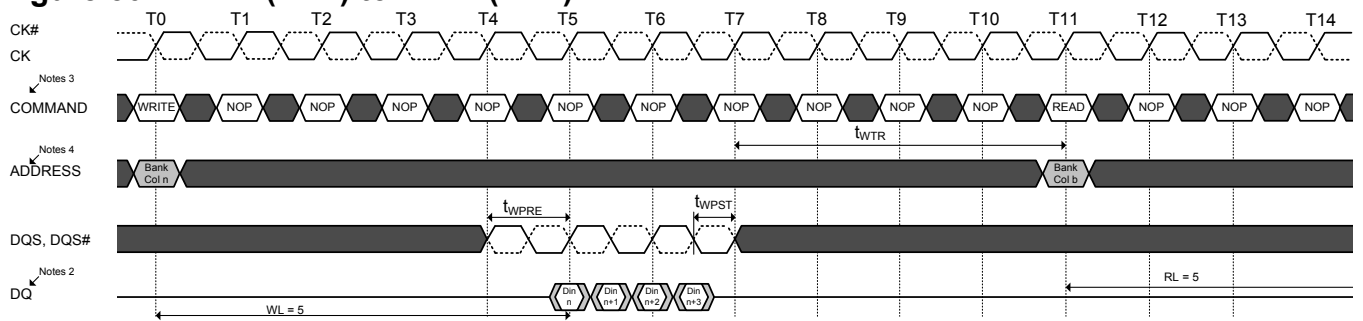 T0 T1 T2 T3 T4 T5 T6 T7 T8 T9 T10 T11 T12 T13 T14
CK#
CK
Notes 3
COMMAND WRITE NOP NOP NOP NOP NOP NOP NOP NOP NOP NOP READ NOP NOP NOP
tWTR
Notes 4
ADDRESS Bank Col n Bank Col b
tWPRE tWPST
DQS, DQS#
Notes 2
DQ Din n Din n+1 Din n+2 Din n+3
WL = 5 RL = 5